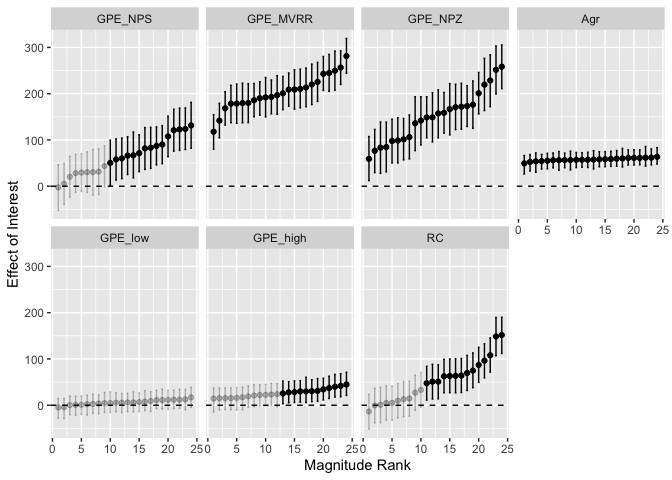 GPE_NPS GPE_MVRR GPE_NPZ Agr
300
200
100
0
0 5 10 15 20 25
GPE_low GPE_high RC
300
200
100
0
0 5 10 15 20 25 0 5 10 15 20 25 0 5 10 15 20 25
Effect of Interest
Magnitude Rank